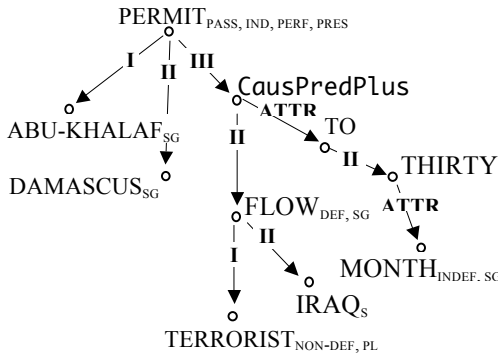 PERMIT PASS, IND, PERF, PRES
I
II
III
CausPredPlus
ATTR
TO
ABU-KHALAF SG
II
II
THIRTY
DAMASCUS SG
ATTR
FLOW DEF, SG
I
II
MONTH INDEF, SG
IRAQ S
TERRORIST NON-DEF, PL